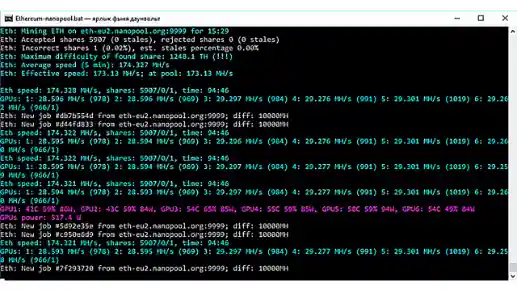 Ethereum-nanopool.bat — ярлык
Eth: Mining ETH on eth-eu2.nanopool.org:9999 for 15:29
Eth: Accepted shares 5907 (0 stales), rejected shares 0 (0 stales)
Eth: Incorrect shares 1 (0.02%), est. stales percentage 0.00%
Eth: Maximum difficulty of found share: 1248.1 TH (!!!)
Eth: Average speed (5 min): 174.327 MH/s
Eth: Effective speed: 173.13 MH/s; at pool: 173.13 MH/s
Eth speed: 174.328 MH/s, shares: 5907/0/1, time: 94:46
GPUs: 1: 28.596 MH/s (978) 2: 28.596 MH/s (969) 3: 29.297 MH/s (984) 4: 29.276 MH/s (991) 5: 29.301 MH/s (1019) 6: 29.26
MH/s (966/1)
Eth: New job #db7b554d from eth-eu2.nanopool.org:9999; diff: 10000MH
Eth: New job #d44fd833 from eth-eu2.nanopool.org:9999; diff: 10000MH
Eth speed: 174.322 MH/s, shares: 5907/0/1, time: 94:46
GPUs: 1: 28.595 MH/s (978) 2: 28.594 MH/s (969) 3: 29.296 MH/s (984) 4: 29.276 MH/s (991) 5: 29.301 MH/s (1019) 6: 29.26
MH/s (966/1)
Eth speed: 174.322 MH/s, shares: 5907/0/1, time: 94:46
GPUs: 1: 28.595 MH/s (978) 2: 28.594 MH/s (969) 3: 29.297 MH/s (984) 4: 29.277 MH/s (991) 5: 29.301 MH/s (1019) 6: 29.25
MH/s (966/1)
Eth speed: 174.321 MH/s, shares: 5907/0/1, time: 94:46
GPUs: 1: 28.594 MH/s (978) 2: 28.593 MH/s (969) 3: 29.296 MH/s (984) 4: 29.277 MH/s (991) 5: 29.301 MH/s (1019) 6: 29.26
MH/s (966/1)
GPU1: 59% GPU2: 43C 59% 84W, GPU3: 54C 65% 85W, GPU4: 55C 59% 85W, GPU5: 58C 59% 94W, GPU6: 54C 49% 84W
GPUs power: 517.4 W
Eth: New job #5d92e35e from eth-eu2.nanopool.org:9999; diff: 10000MH
Eth: New job from eth-eu2.nanopool.org:9999; diff: 10000MH
Eth speed: 174.321 MH/s, shares: 5907/0/1, time: 94:46
GPUs: 1: 28.593 MH/s (978) 2: 28.595 MH/s (969) 3: 29.297 MH/s (984) 4: 29.276 MH/s (991) 5: 29.301 MH/s (1019) 6: 29.25
MH/s (966/1)
Eth: New job #7f293720 from eth-eu2.nanopool.org:9999; diff: 10000MH